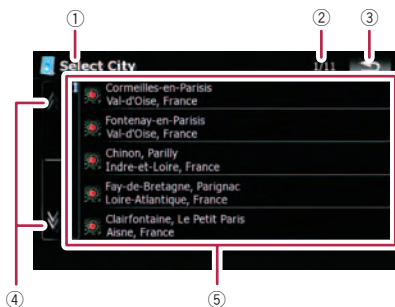 ① ② ③
Select City 1/11
Cormeilles-en-Parisis
Val-d'Oise, France
Fontenay-en-Parisis
Val-d'Oise, France
Chinon, Parilly
Indre-et-Loire, France
Fay-de-Bretagne, Parignac
Loire-Atlantique, France
Clairfontaine, Le Petit Paris
Aisne, France
④ ⑤